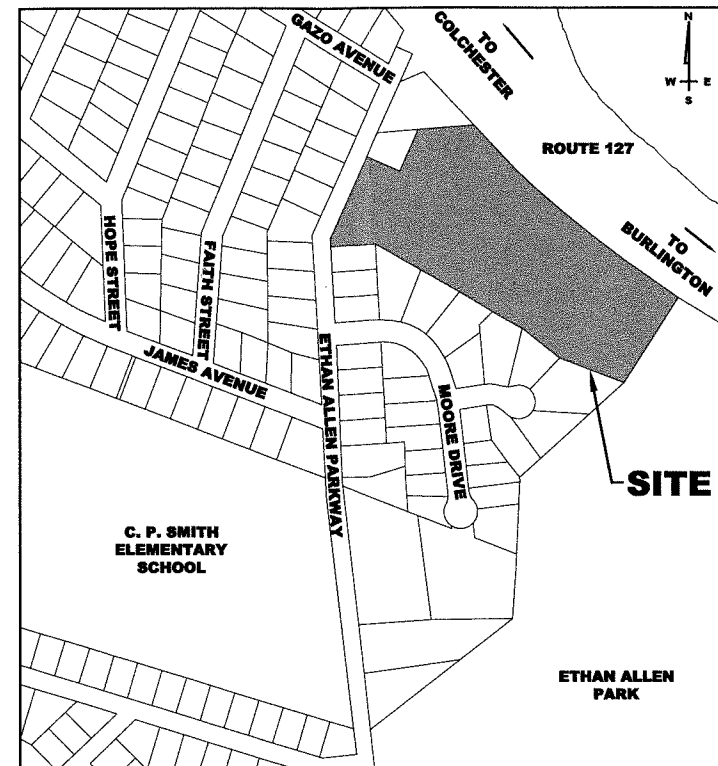 GAZO AVENUE
TO
COLCHESTER
N
W E
S
ROUTE 127
TO
BURLINGTON
HOPE STREET
FAITH STREET
JAMES AVENUE
ETHAN ALLEN PARKWAY
MOORE DRIVE
SITE
C. P. SMITH
ELEMENTARY
SCHOOL
ETHAN ALLEN
PARK